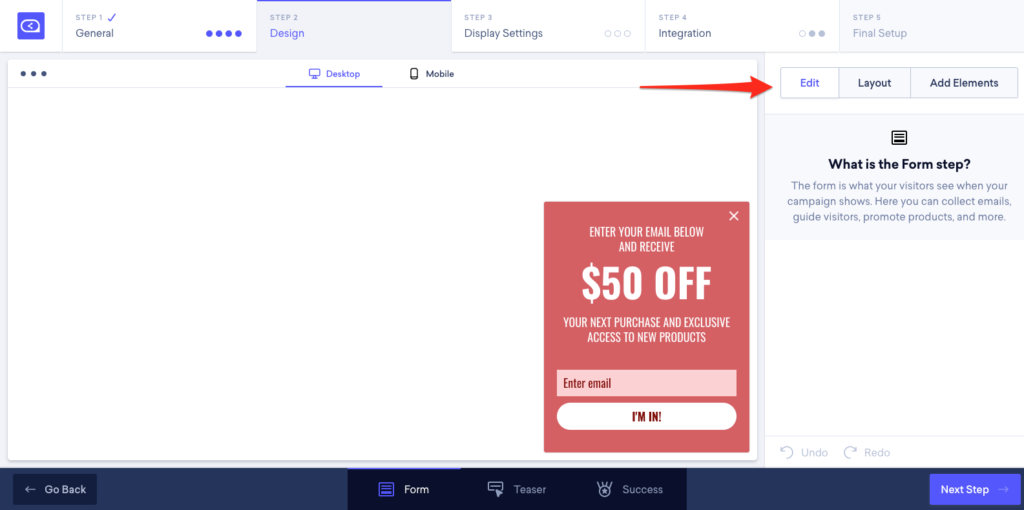 STEP 1
General
STEP 2
Design
STEP 3
Display Settings
STEP 4
Integration
STEP 5
Final Setup
Desktop
Mobile
Edit
Layout
Add Elements
What is the Form step?
The form is what your visitors see when your
campaign shows. Here you can collect emails,
guide visitors, promote products, and more.
ENTER YOUR EMAIL BELOW
AND RECEIVE
$50 OFF
YOUR NEXT PURCHASE AND EXCLUSIVE
ACCESS TO NEW PRODUCTS
Enter email
I'M IN!
Undo
Redo
Go Back
Form
Teaser
Success
Next Step